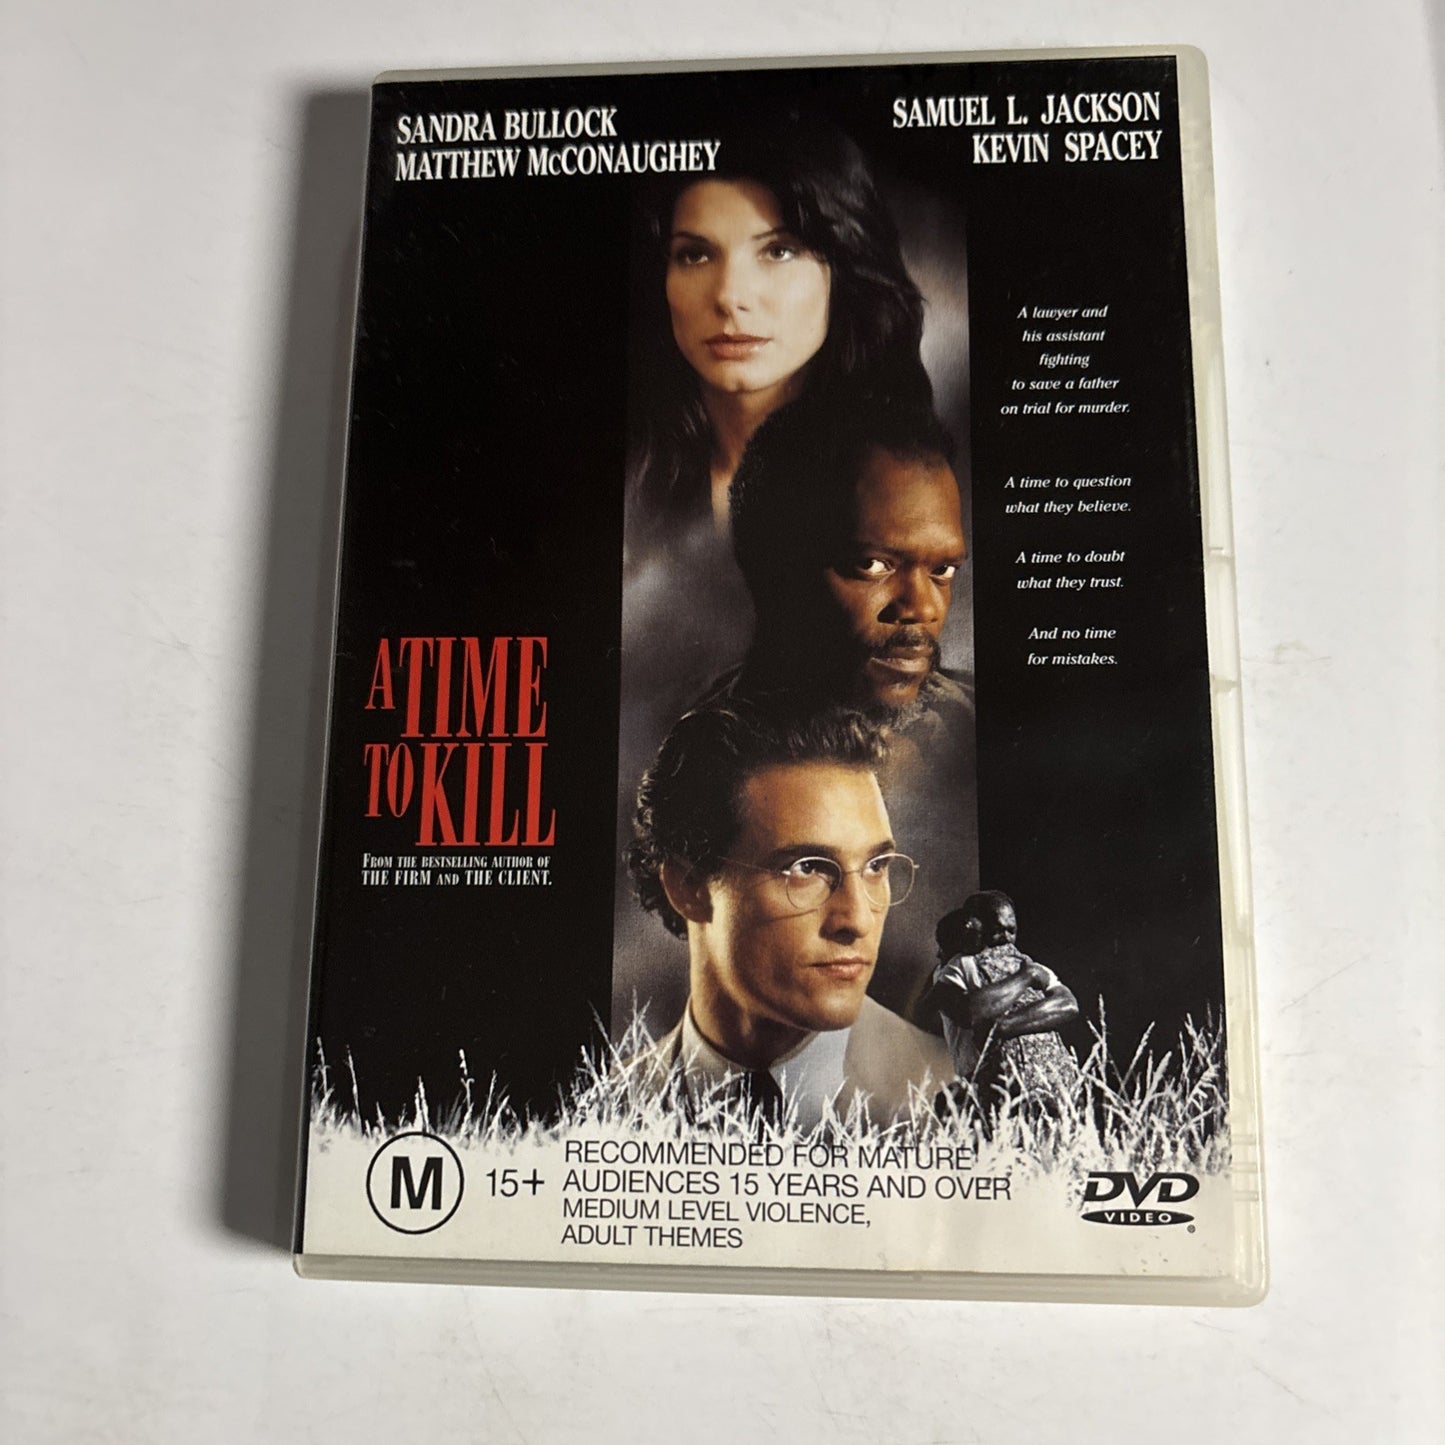 SANDRA BULLOCK
MATTHEW McCONAUGHEY
SAMUEL L. JACKSON
KEVIN SPACEY
A lawyer and
his assistant
fighting
to save a father
on trial for murder.
A time to question
what they believe.
A time to doubt
what they trust.
And no time
for mistakes.
A TIME
TO KILL
FROM THE BESTSELLING AUTHOR OF
THE FIRM AND THE CLIENT.
M
15+
RECOMMENDED FOR MATURE
AUDIENCES 15 YEARS AND OVER
MEDIUM LEVEL VIOLENCE,
ADULT THEMES
DVD
VIDEO
®